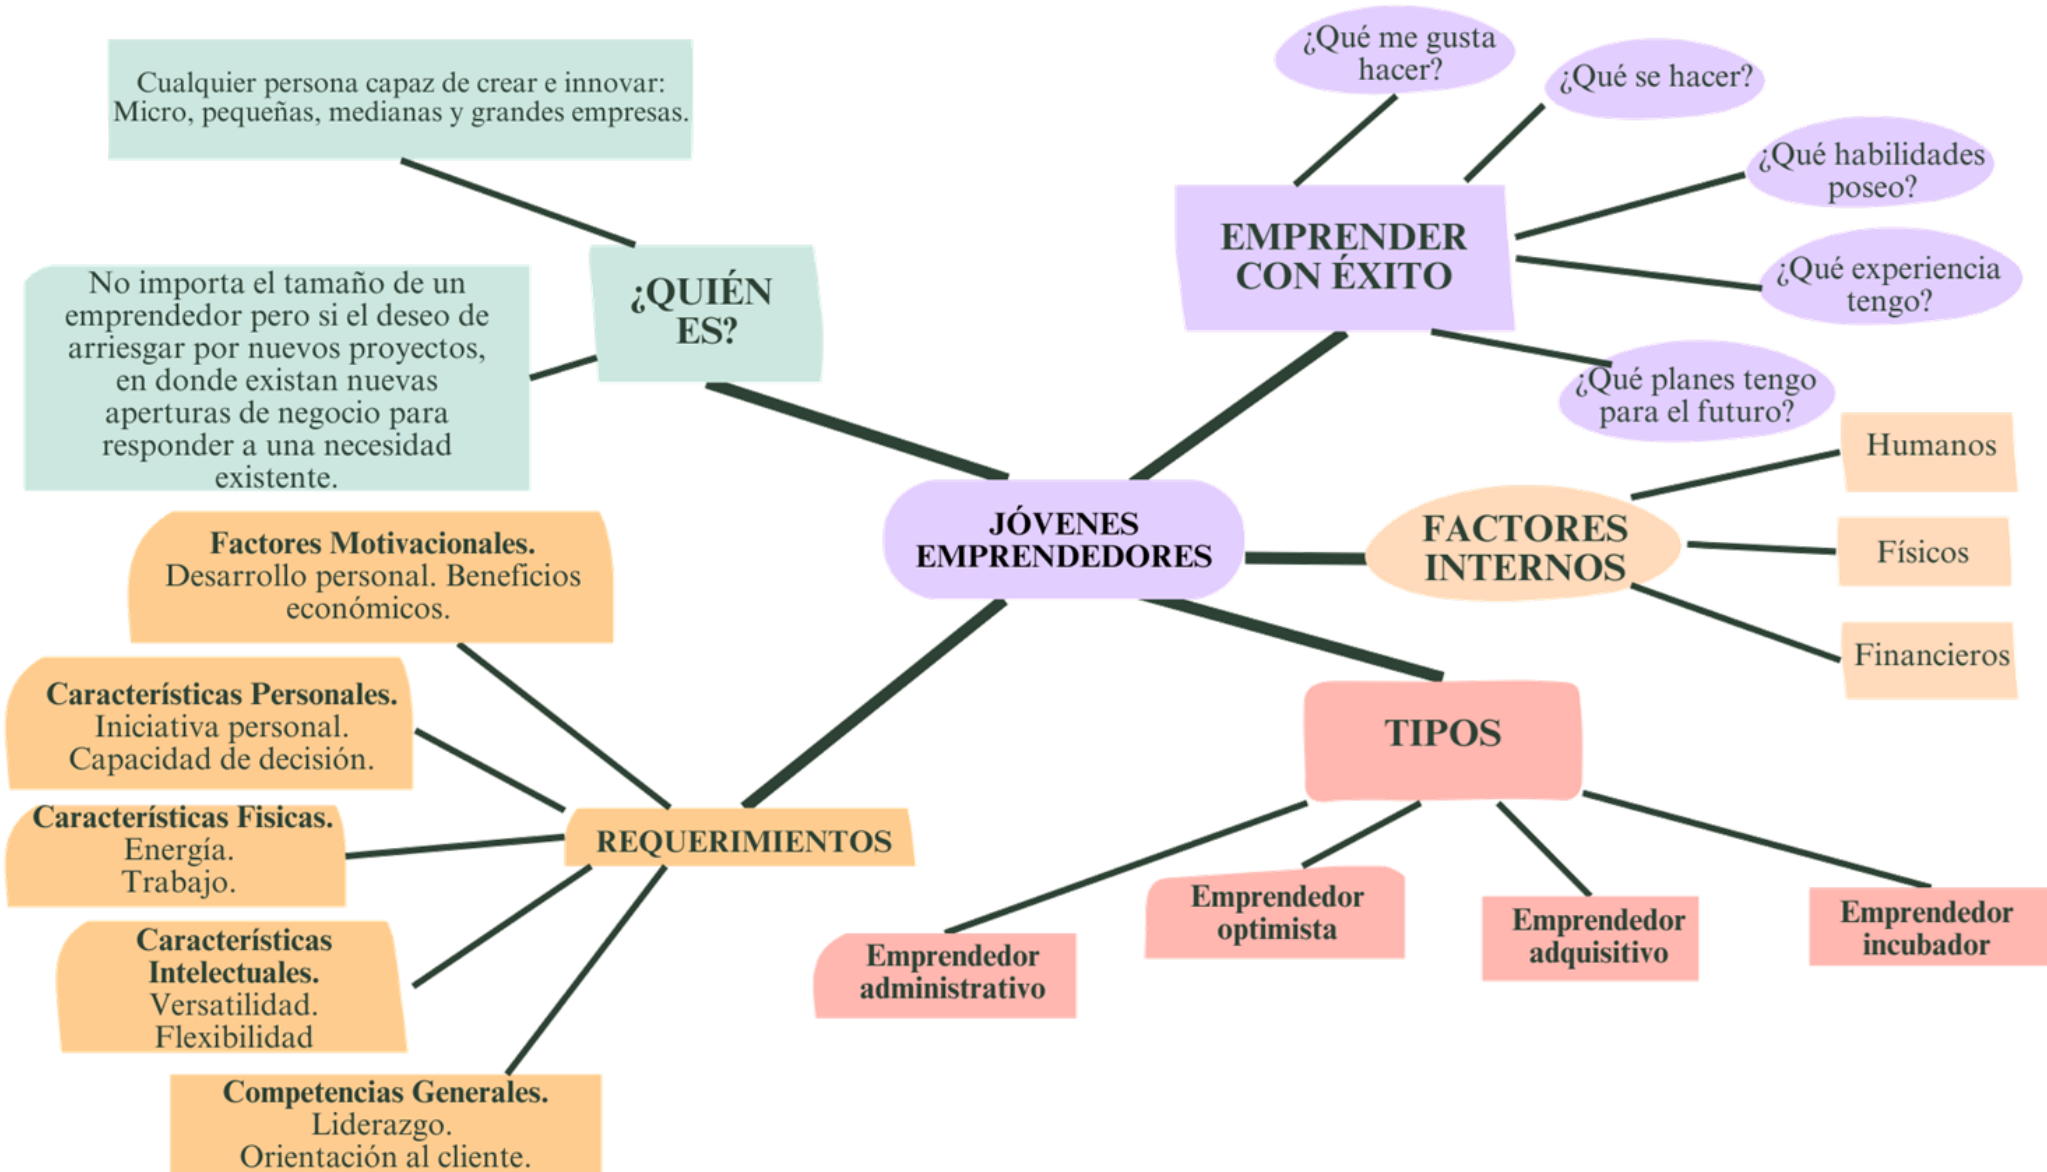 Cualquier persona capaz de crear e innovar:
Micro, pequeñas, medianas y grandes empresas.
¿QUIÉN
ES?
No importa el tamaño de un
emprendedor pero si el deseo de
arriesgar por nuevos proyectos,
en donde existan nuevas
aperturas de negocio para
responder a una necesidad
existente.
¿Qué me gusta
hacer?
¿Qué se hacer?
¿Qué habilidades
poseo?
EMPRENDER
CON ÉXITO
¿Qué experiencia
tengo?
¿Qué planes tengo
para el futuro?
JÓVENES
EMPRENDEDORES
FACTORES
INTERNOS
Humanos
Físicos
Financieros
Factores Motivacionales.
Desarrollo personal. Beneficios
económicos.
Características Personales.
Iniciativa personal.
Capacidad de decisión.
Características Fisicas.
Energía.
Trabajo.
REQUERIMIENTOS
Características
Intelectuales.
Versatilidad.
Flexibilidad
Competencias Generales.
Liderazgo.
Orientación al cliente.
TIPOS
Emprendedor
administrativo
Emprendedor
optimista
Emprendedor
adquisitivo
Emprendedor
incubador